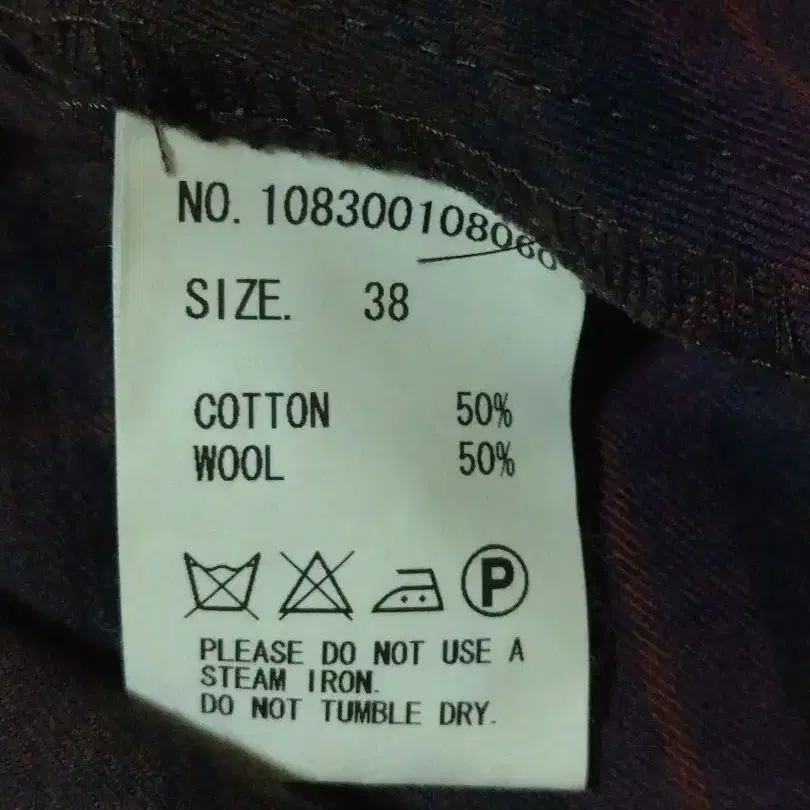 NO. 108300108060
SIZE. 38
COTTON 50%
WOOL 50%
P
PLEASE DO NOT USE A
STEAM IRON.
DO NOT TUMBLE DRY.